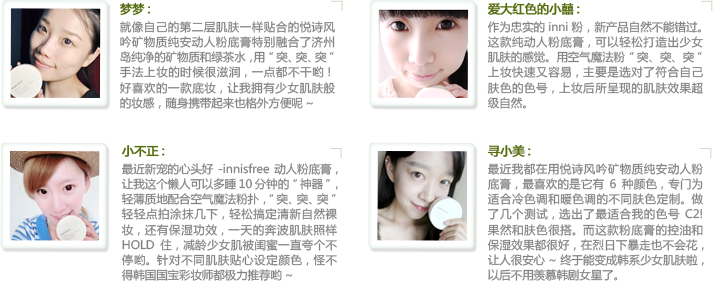 梦梦：
就像自己的第二层肌肤一样贴合的悦诗风
吟矿物质纯安动人粉底膏特别融合了济州
岛纯净的矿物质和绿茶水，用 “ 突、突、突 ”
手法上妆的时候很滋润，一点都不干哟！
好喜欢的一款底妆，让我拥有少女肌肤般
的妆感，随身携带起来也格外方便呢 ~
爱大红色的小囍：
作为忠实的 inni 粉，新产品自然不能错过。
这款纯动人粉底膏，可以轻松打造出少女
肌肤的感觉。用空气魔法粉 “ 突、突、突 ”
上妆快速又容易，主要是选对了符合自己
肤色的色号，上妆后所呈现的肌肤效果超
级自然。
小不正：
最近新宠的心头好 -innisfree 动人粉底膏，
让我这个懒人可以多睡 10 分钟的 “ 神器 ”，
轻薄质地配合空气魔法粉扑，“ 突、突、突 ”
轻轻点拍涂抹几下，轻松搞定清新自然裸
妆，还有保湿功效，一天的奔波肌肤照样
HOLD 住，减龄少女肌被闺蜜一直夸个不
停哟。针对不同肌肤贴心设定颜色，怪不
得韩国国宝彩妆师都极力推荐哟 ~
寻小美：
最近我都在用悦诗风吟矿物质纯安动人粉
底膏，最喜欢的是它有 6 种颜色，专门为
适合冷色调和暖色调的不同肤色定制。做
了几个测试，选出了最适合我的色号 C2!
果然和肤色很搭。而这款粉底膏的控油和
保湿效果都很好，在烈日下暴走也不会花，
让人很安心 ~ 终于能变成韩系少女肌肤啦，
以后不用羡慕韩剧女星了。